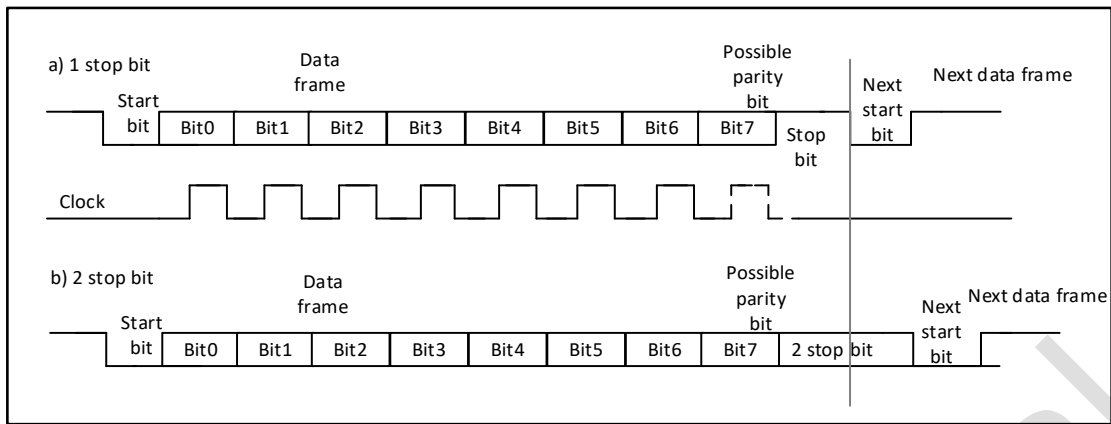 a) 1 stop bit
Data
frame
Possible
parity
bit
Next data frame
Start
bit
Bit0
Bit1
Bit2
Bit3
Bit4
Bit5
Bit6
Bit7
Stop
bit
Next
start
bit
Clock
b) 2 stop bit
Data
frame
Possible
parity
bit
Next data frame
Start
bit
Bit0
Bit1
Bit2
Bit3
Bit4
Bit5
Bit6
Bit7
2 stop bit
Next
start
bit